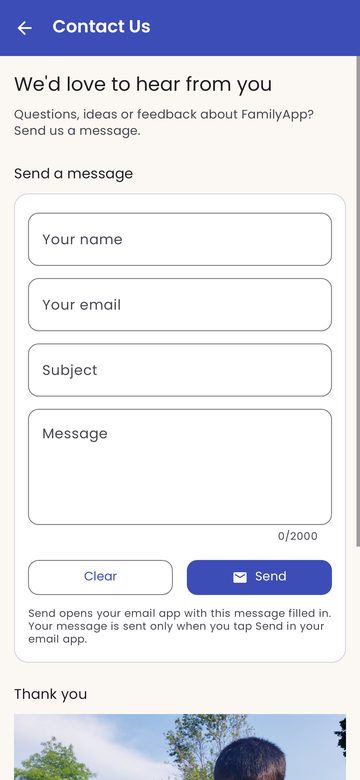 Contact Us
We'd love to hear from you
Questions, ideas or feedback about FamilyApp?
Send us a message.
Send a message
Your name
Your email
Subject
Message
0/2000
Clear
Send
Send opens your email app with this message filled in.
Your message is sent only when you tap Send in your
email app.
Thank you